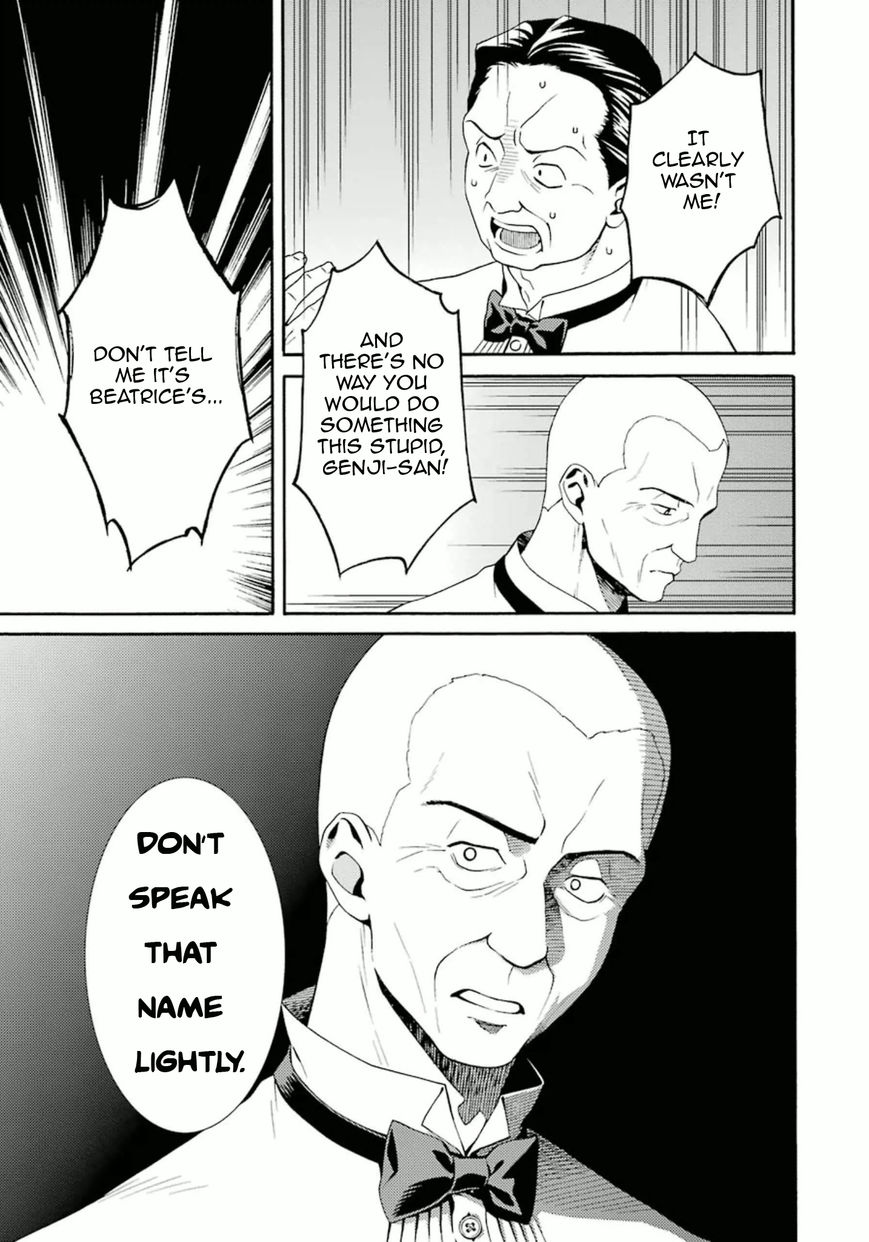 IT
CLEARLY
WASN'T
ME!
AND
THERE'S NO
WAY YOU
WOULD DO
SOMETHING
THIS STUPID,
GENJI-SAN!
DON'T TELL
ME IT'S
BEATRICE'S...
DON'T
SPEAK
THAT
NAME
LIGHTLY.